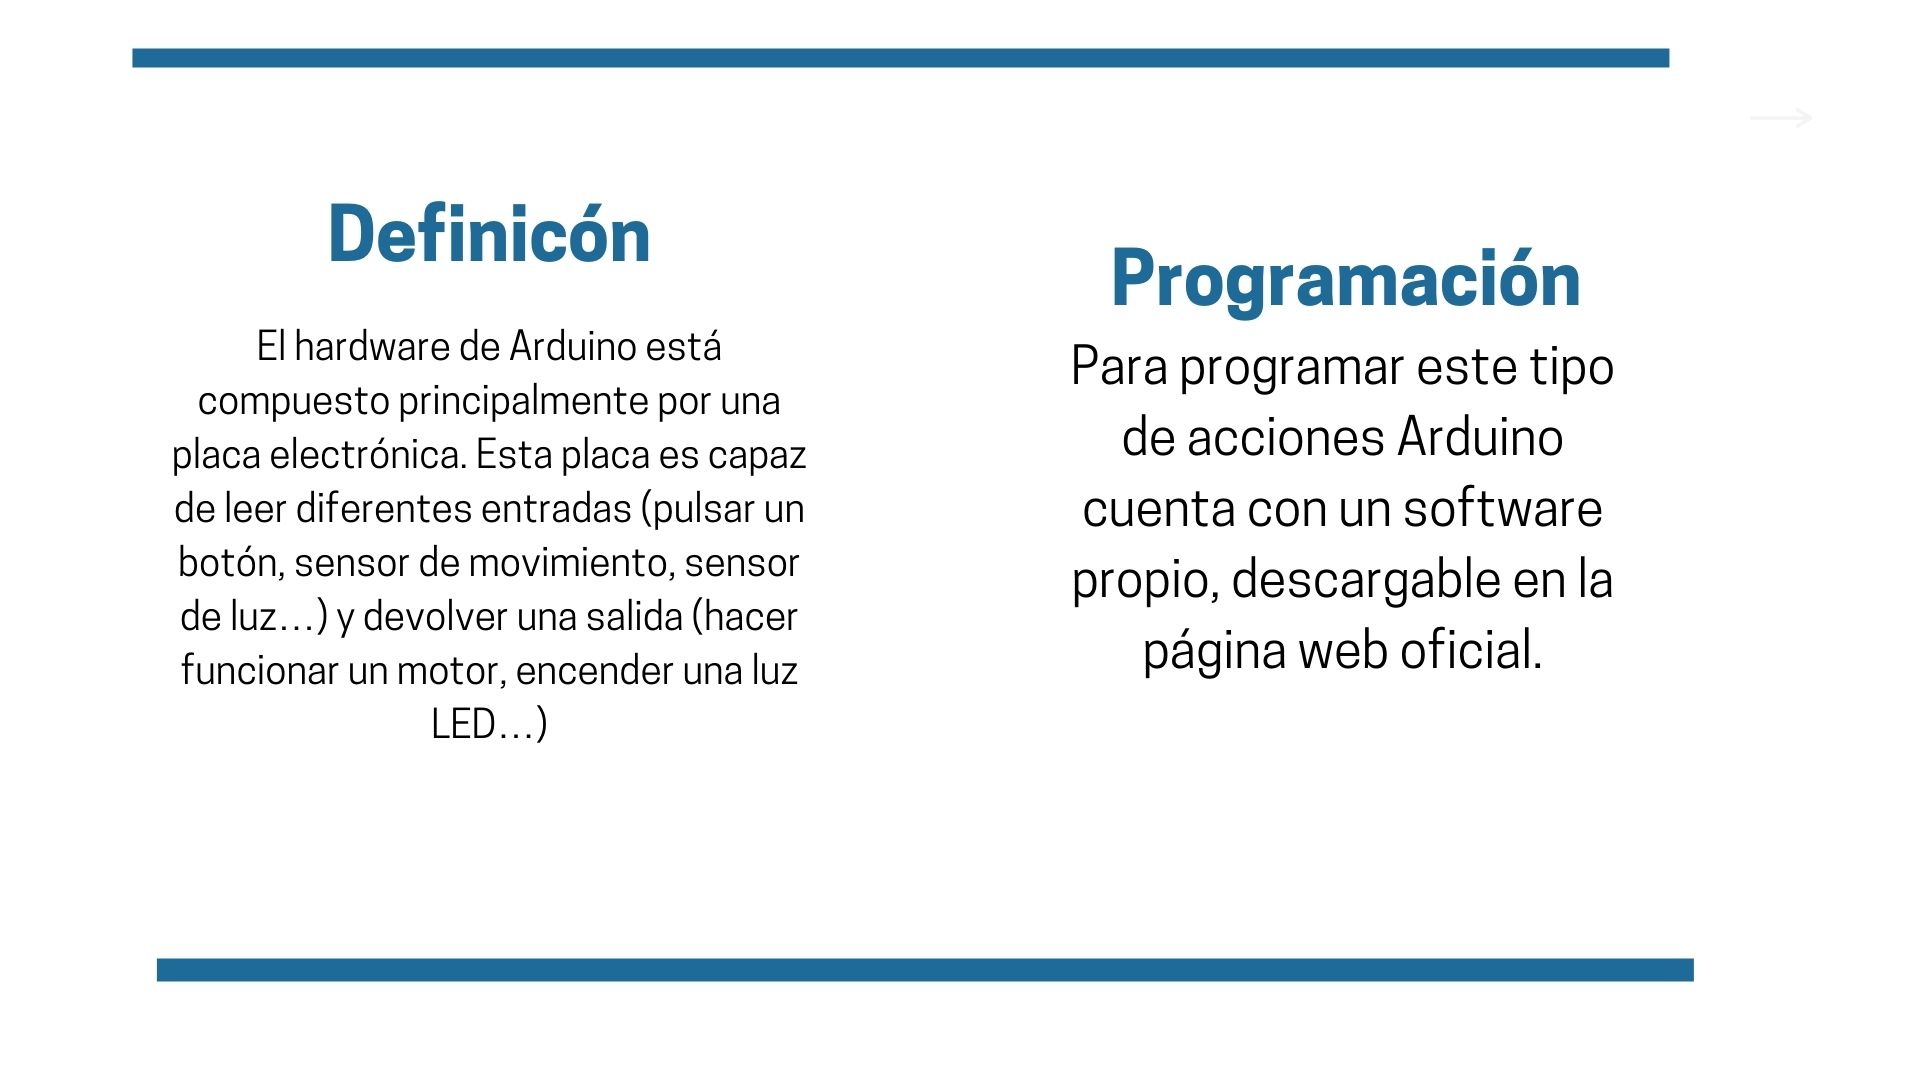 Definicón
El hardware de Arduino está
compuesto principalmente por una
placa electrónica. Esta placa es capaz
de leer diferentes entradas (pulsar un
botón, sensor de movimiento, sensor
de luz...) y devolver una salida (hacer
funcionar un motor, encender una luz
LED...)
Programación
Para programar este tipo
de acciones Arduino
cuenta con un software
propio, descargable en la
página web oficial.